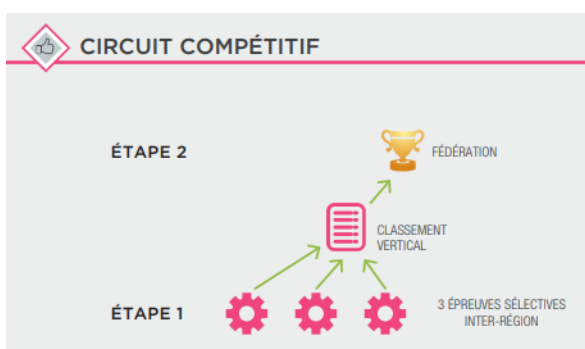 CIRCUIT COMPÉTITIF
ÉTAPE 2
FÉDÉRATION
CLASSEMENT
VERTICAL
ÉTAPE 1
3 ÉPREUVES SÉLECTIVES
INTER-RÉGION